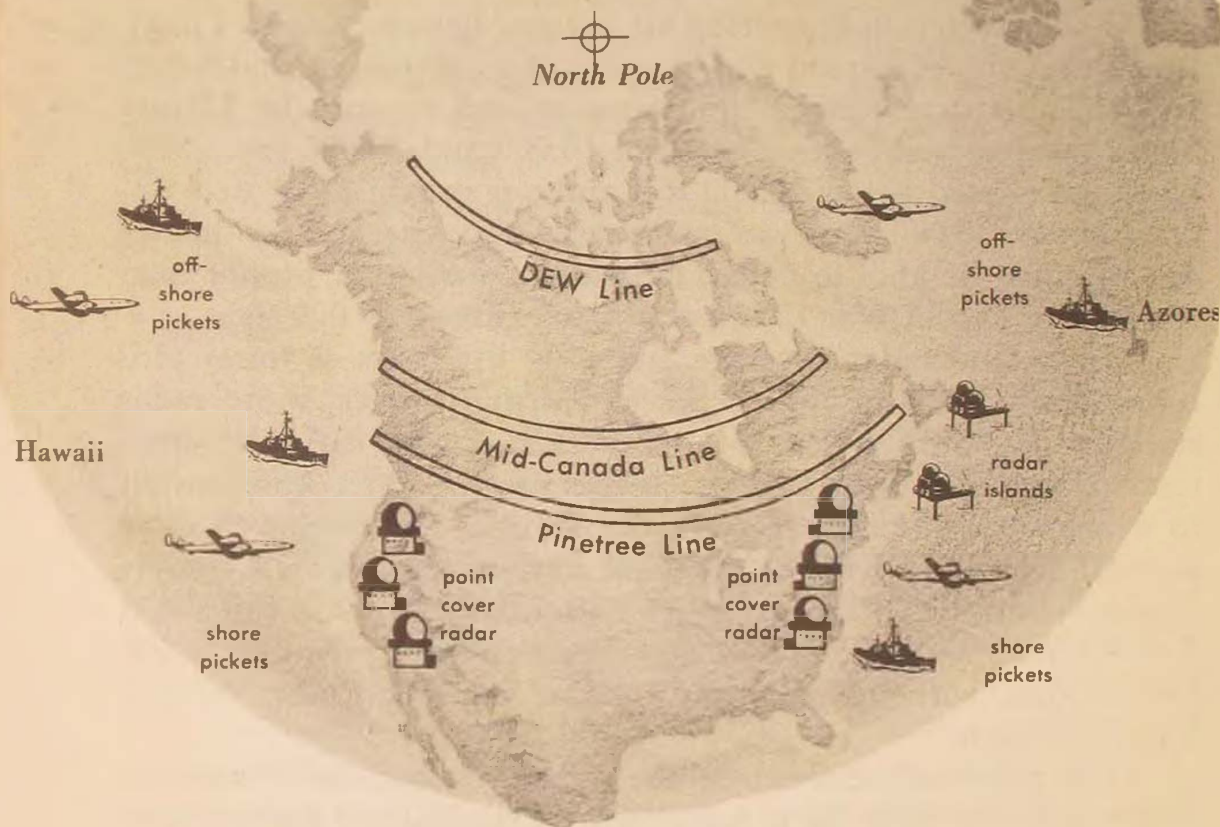 North Pole
DEW Line
off-
shore
pickets
off-
shore
pickets
Azores
Hawaii
Mid-Canada Line
radar
islands
Pinetree Line
point
cover
radar
point
cover
radar
shore
pickets
shore
pickets